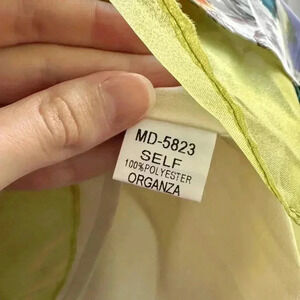 MD-5823
SELF
100%POLYESTER
ORGANZA